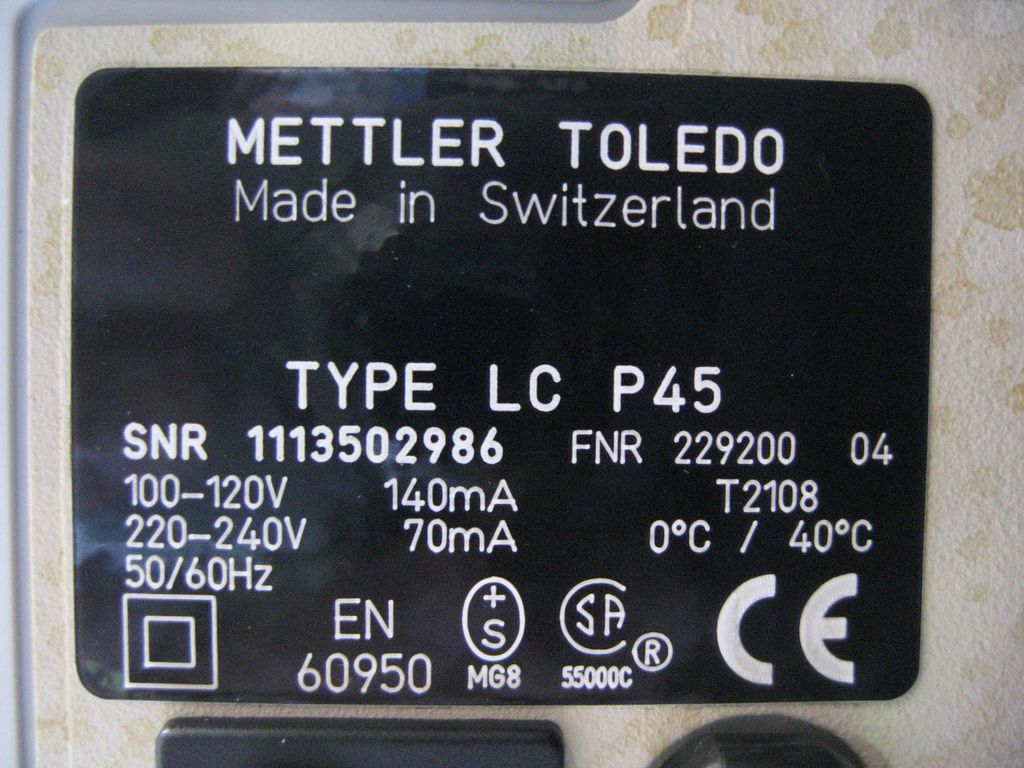 METTLER TOLEDO
Made in Switzerland
TYPE LC P45
SNR 1113502986 FNR 229200 04
100-120V 140mA T2108
220-240V 70mA 0°C / 40°C
50/60Hz
EN
60950
+
S
MG8
SA
®
55000C
CE